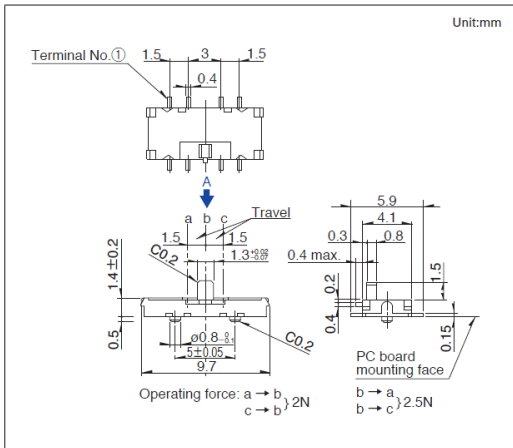 Unit:mm
Terminal No.①
1.5
3
1.5
0.4
A
a b c
Travel
1.5
1.5
1.3 +0.02 -0.07
C0.2
1.4±0.2
0.5
ø0.8 0 -0.1
5±0.05
C0.2
9.7
5.9
4.1
0.3
0.8
0.4 max.
0.2
0.4
1.5
0.15
PC board
mounting face
Operating force: a → b
c → b } 2N
b → a
b → c } 2.5N